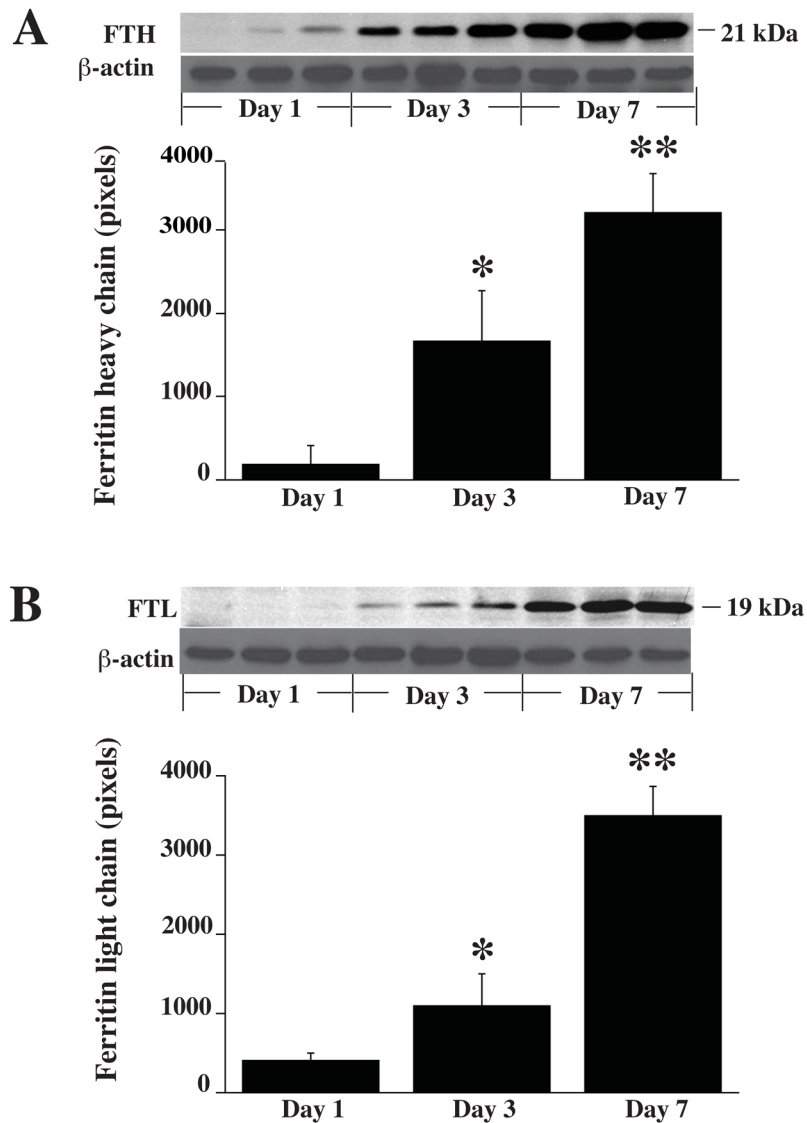 A
FTH
21 kDa
β-actin
Day 1 Day 3 Day 7
Ferritin heavy chain (pixels)
4000
3000
2000
1000
0
*
**
Day 1 Day 3 Day 7
B
FTL
19 kDa
β-actin
Day 1 Day 3 Day 7
Ferritin light chain (pixels)
4000
3000
2000
1000
0
*
**
Day 1 Day 3 Day 7